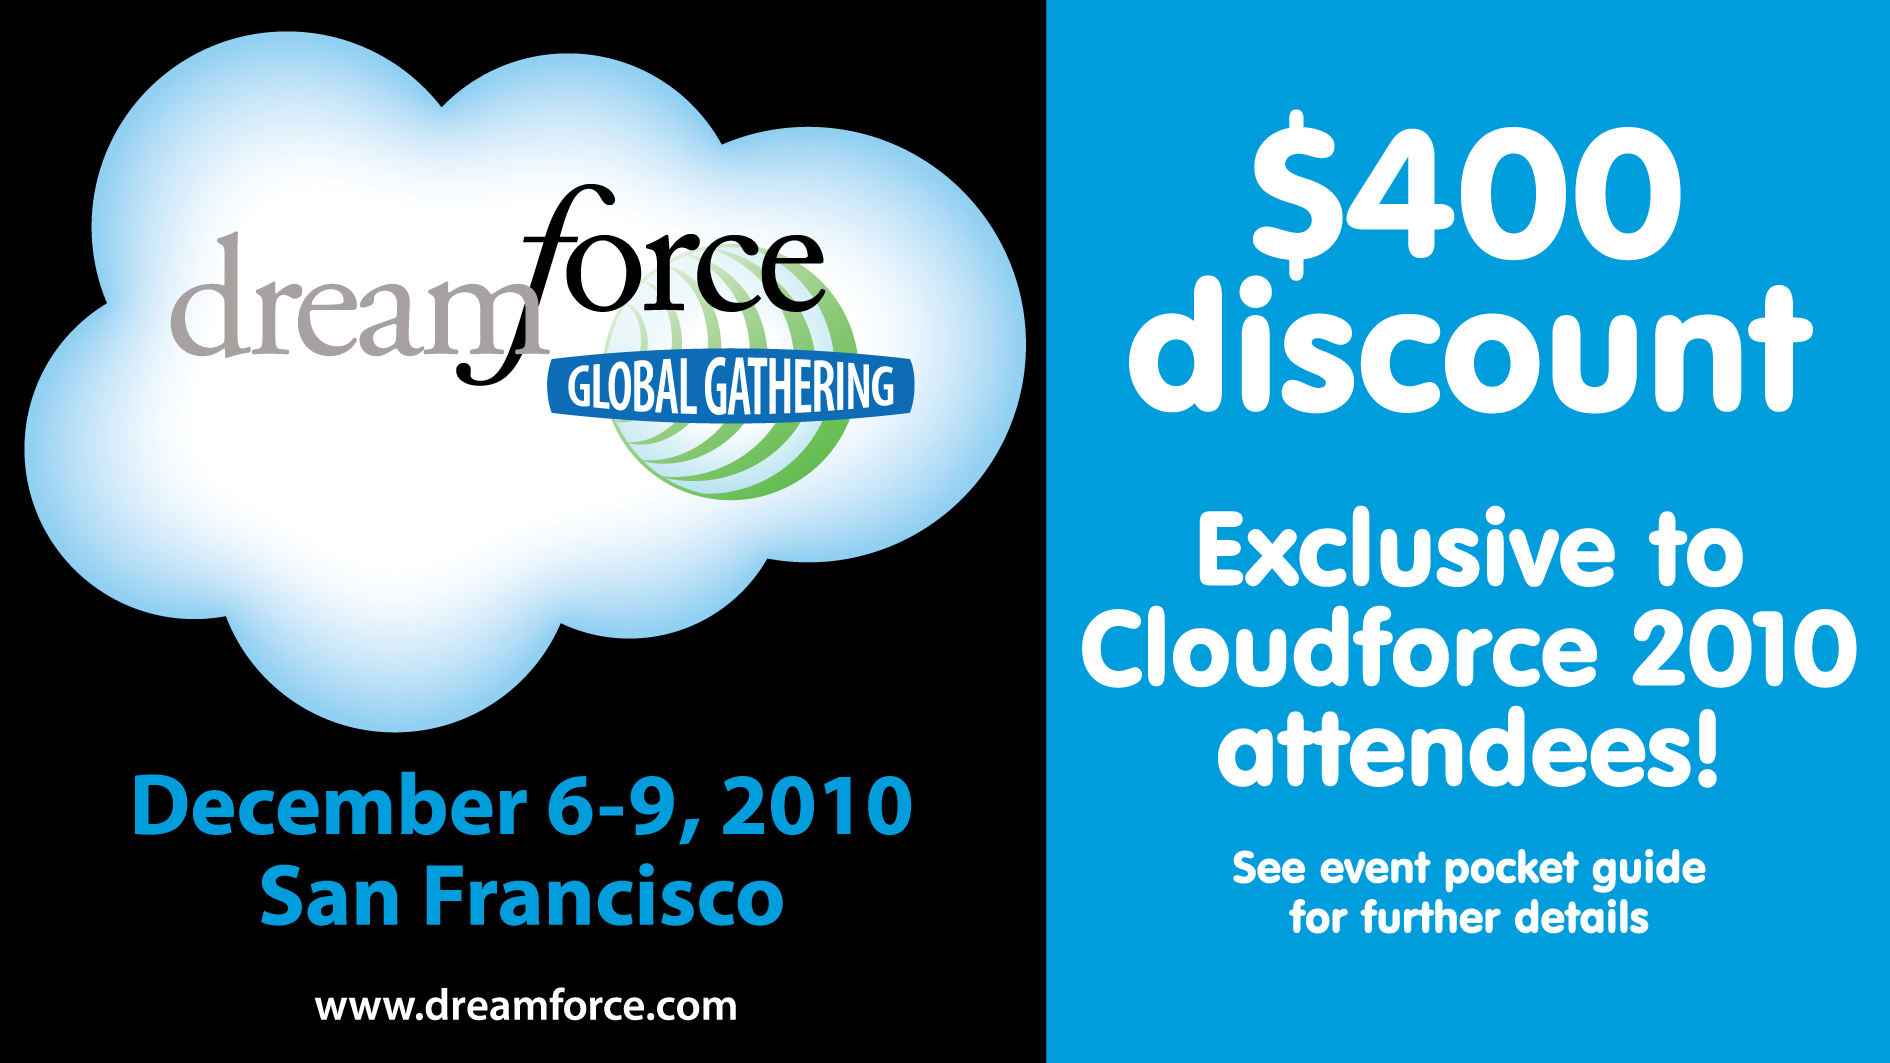 dreamforce
GLOBAL GATHERING
December 6-9, 2010
San Francisco
www.dreamforce.com
$400
discount
Exclusive to
Cloudforce 2010
attendees!
See event pocket guide
for further details